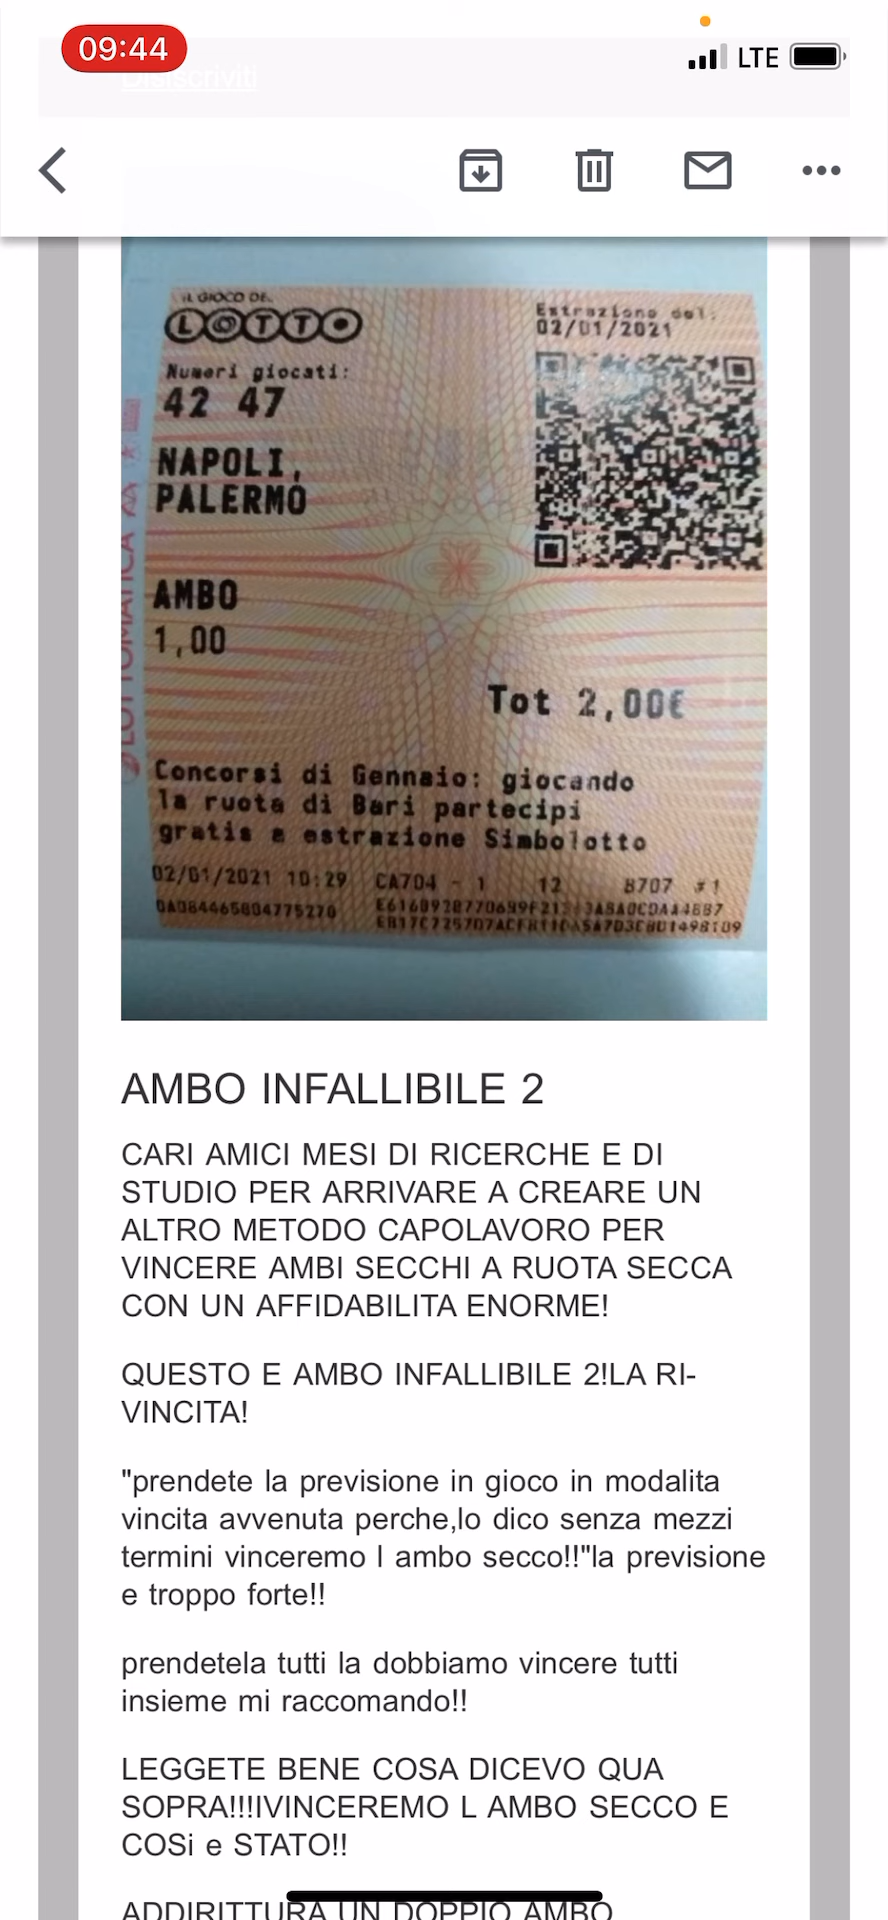 09:44
LTE
Disiscriviti
IL GIOCO DEL
LOTTO
Estrazione del:
02/01/2021
Numeri giocati:
42 47
NAPOLI,
PALERMO
AMBO
1,00
Tot 2,00€
LOTTOMATICA
Concorsi di Gennaio: giocando
la ruota di Bari partecipi
gratis a estrazione Simbolotto
02/01/2021 10:29 CA704 - 1 12 B707 #1
AMBO INFALLIBILE 2
CARI AMICI MESI DI RICERCHE E DI
STUDIO PER ARRIVARE A CREARE UN
ALTRO METODO CAPOLAVORO PER
VINCERE AMBI SECCHI A RUOTA SECCA
CON UN AFFIDABILITA ENORME!
QUESTO E AMBO INFALLIBILE 2!LA RI-
VINCITA!
"prendete la previsione in gioco in modalita
vincita avvenuta perche,lo dico senza mezzi
termini vinceremo l ambo secco!!"la previsione
e troppo forte!!
prendetela tutti la dobbiamo vincere tutti
insieme mi raccomando!!
LEGGETE BENE COSA DICEVO QUA
SOPRA!!!!VINCEREMO L AMBO SECCO E
COSi e STATO!!
ADDIRITTURA UN DOPPIO AMBO